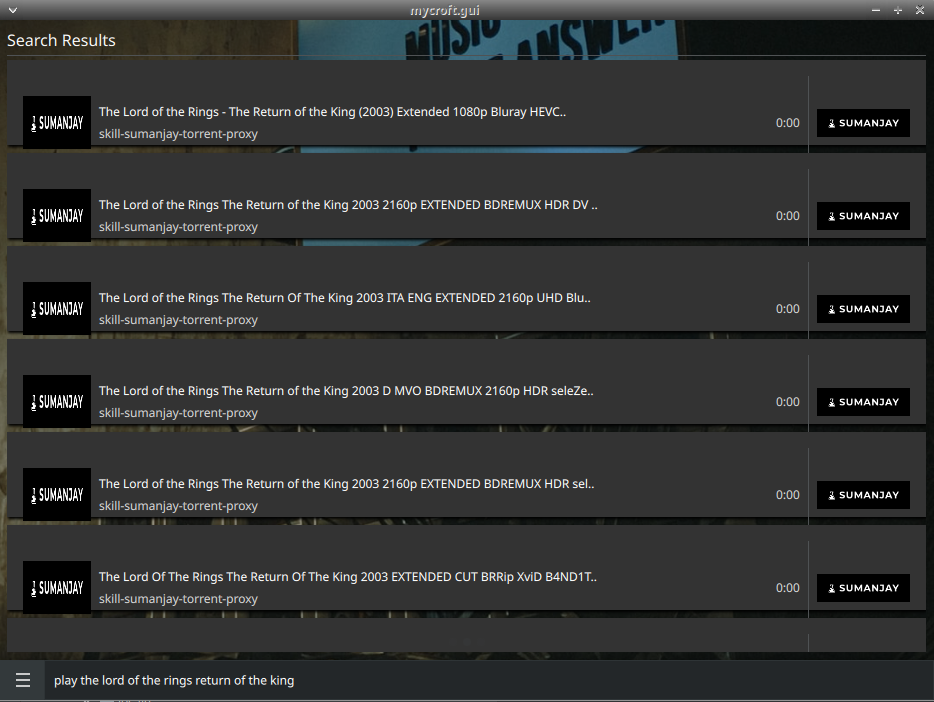 mycroft.gui
MUSIC
ANSWER
Search Results
The Lord of the Rings - The Return of the King (2003) Extended 1080p Bluray HEVC..
SUMANJAY
skill-sumanjay-torrent-proxy
0:00
SUMANJAY
The Lord of the Rings The Return of the King 2003 2160p EXTENDED BDREMUX HDR DV ..
SUMANJAY
skill-sumanjay-torrent-proxy
0:00
SUMANJAY
The Lord of the Rings The Return Of The King 2003 ITA ENG EXTENDED 2160p UHD Blu..
SUMANJAY
skill-sumanjay-torrent-proxy
0:00
SUMANJAY
The Lord of the Rings The Return of the King 2003 D MVO BDREMUX 2160p HDR seleZe..
SUMANJAY
skill-sumanjay-torrent-proxy
0:00
SUMANJAY
The Lord of the Rings The Return of the King 2003 2160p EXTENDED BDREMUX HDR sel..
SUMANJAY
skill-sumanjay-torrent-proxy
0:00
SUMANJAY
The Lord Of The Rings The Return Of The King 2003 EXTENDED CUT BRRip XviD B4ND1T..
SUMANJAY
skill-sumanjay-torrent-proxy
0:00
SUMANJAY
play the lord of the rings return of the king